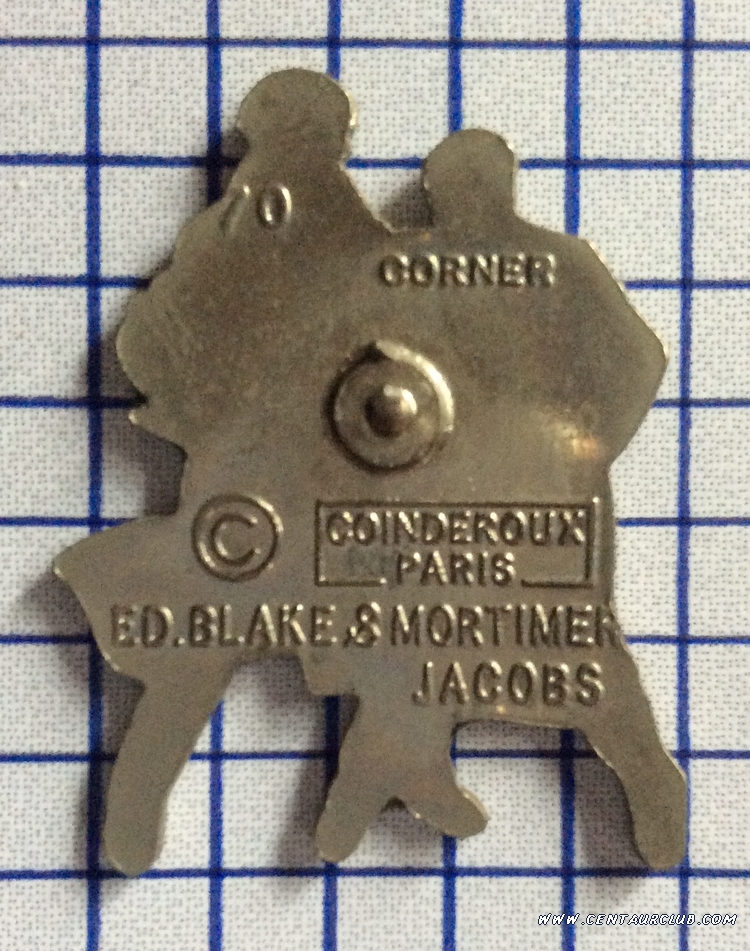 70
CORNER
©
COINDEROUX
PARIS
ED.BLAKE & MORTIMER
JACOBS
WWW.CENTAURCLUB.COM